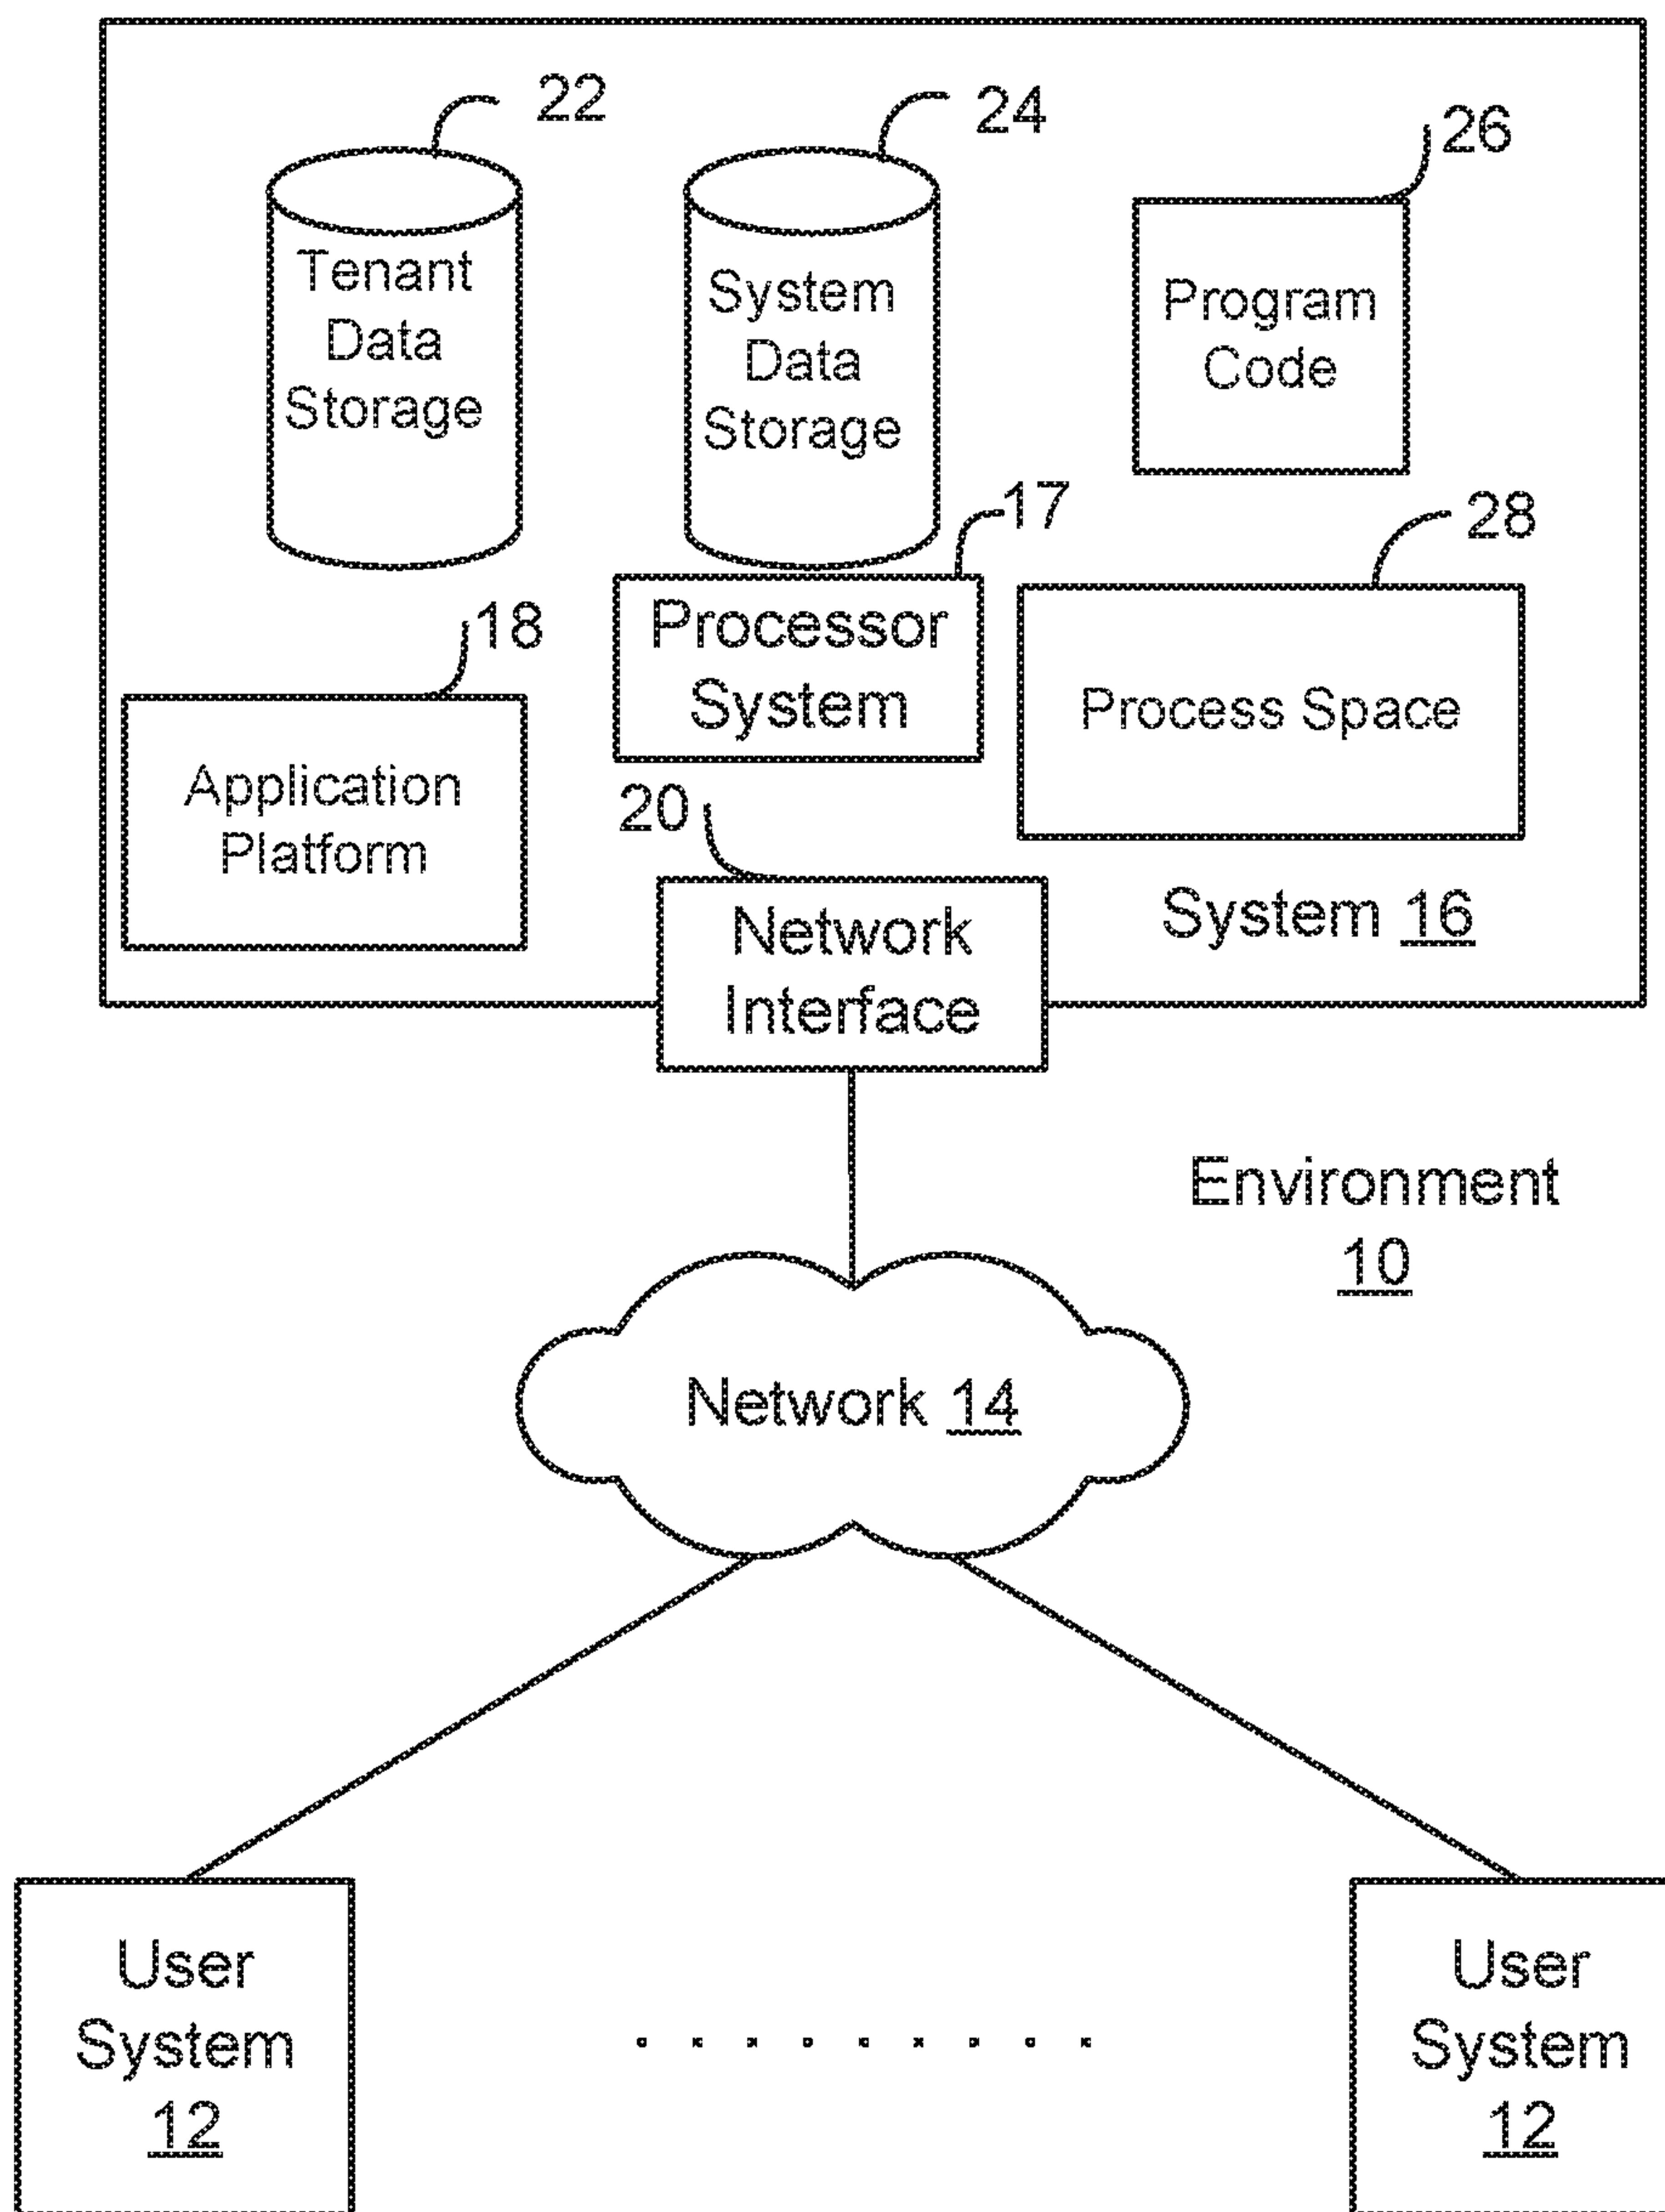 22
24
26
Tenant
Data
Storage
System
Data
Storage
Program
Code
17
28
18
Processor
System
Process Space
Application
Platform
20
System 16
Network
Interface
Environment
10
Network 14
User
System
12
User
System
12